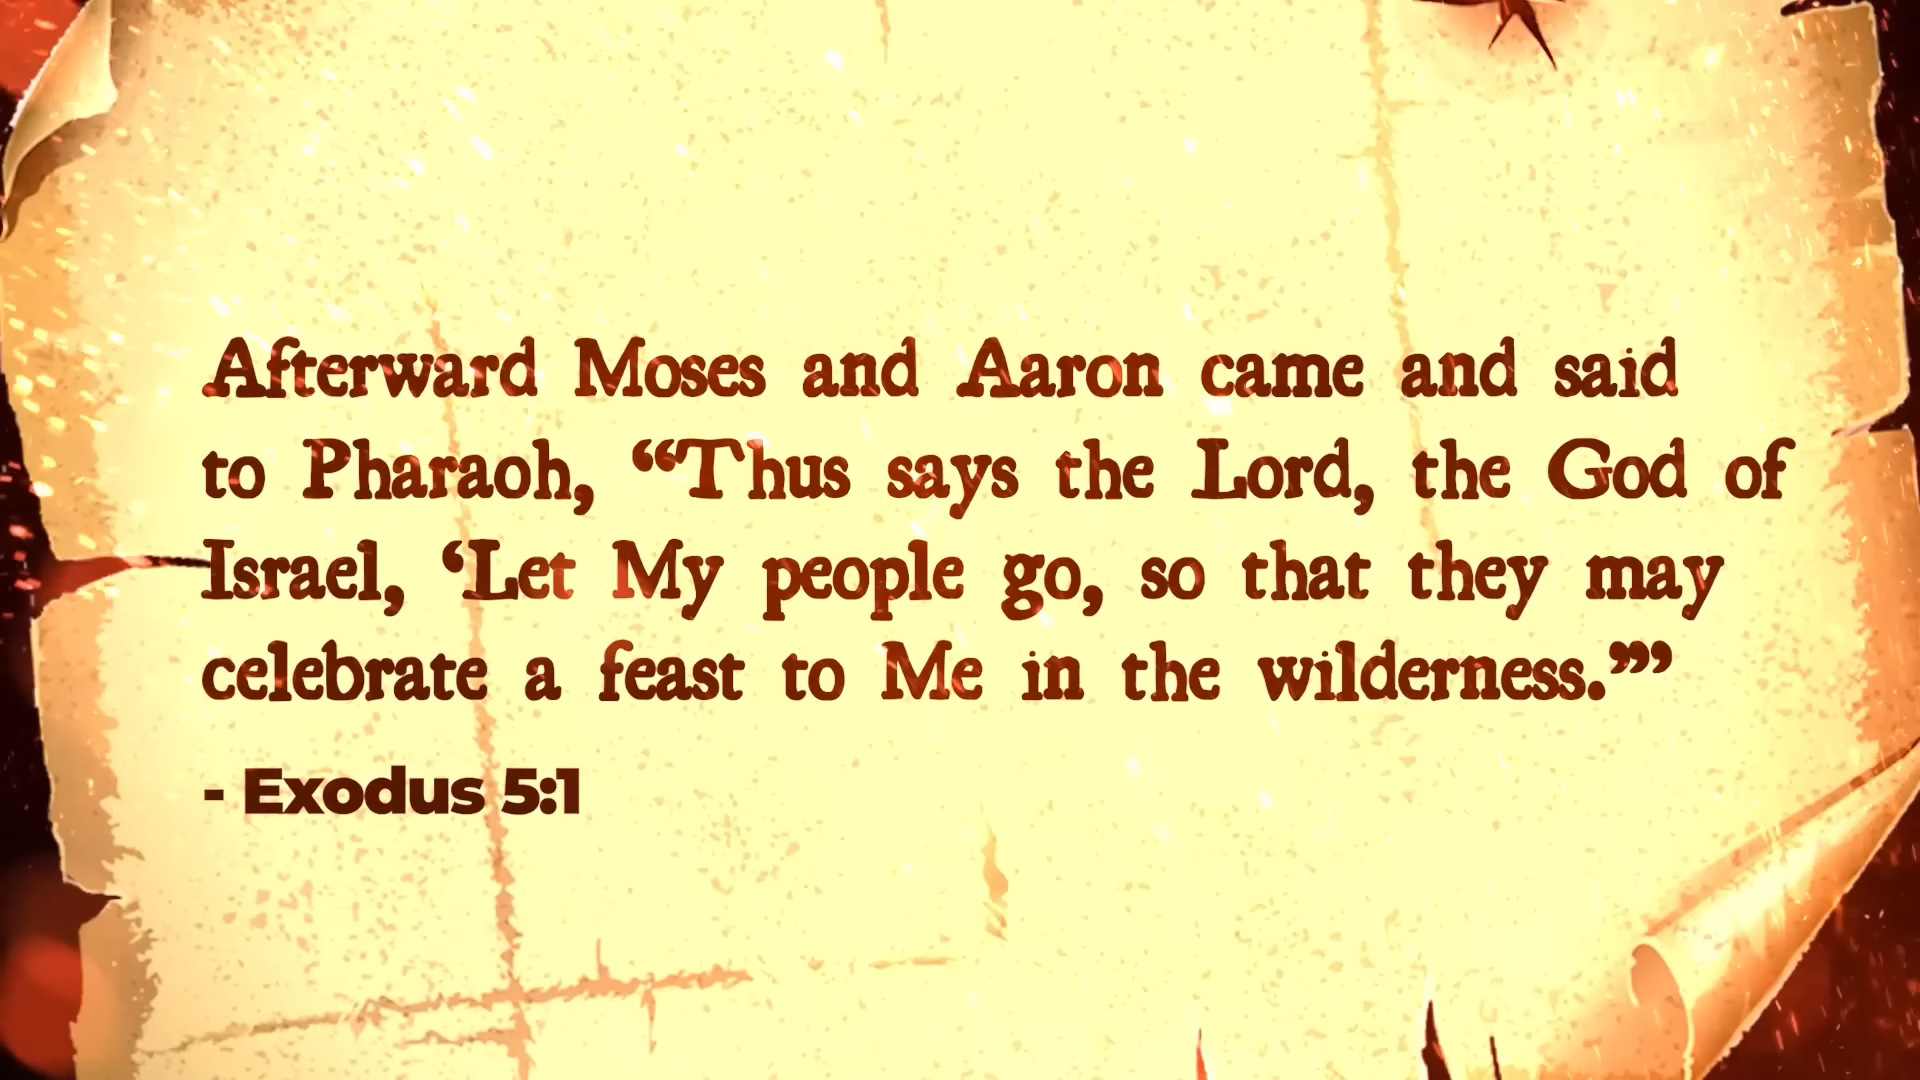 Afterward Moses and Aaron came and said
to Pharaoh, “Thus says the Lord, the God of
Israel, ‘Let My people go, so that they may
celebrate a feast to Me in the wilderness.’”
- Exodus 5:1